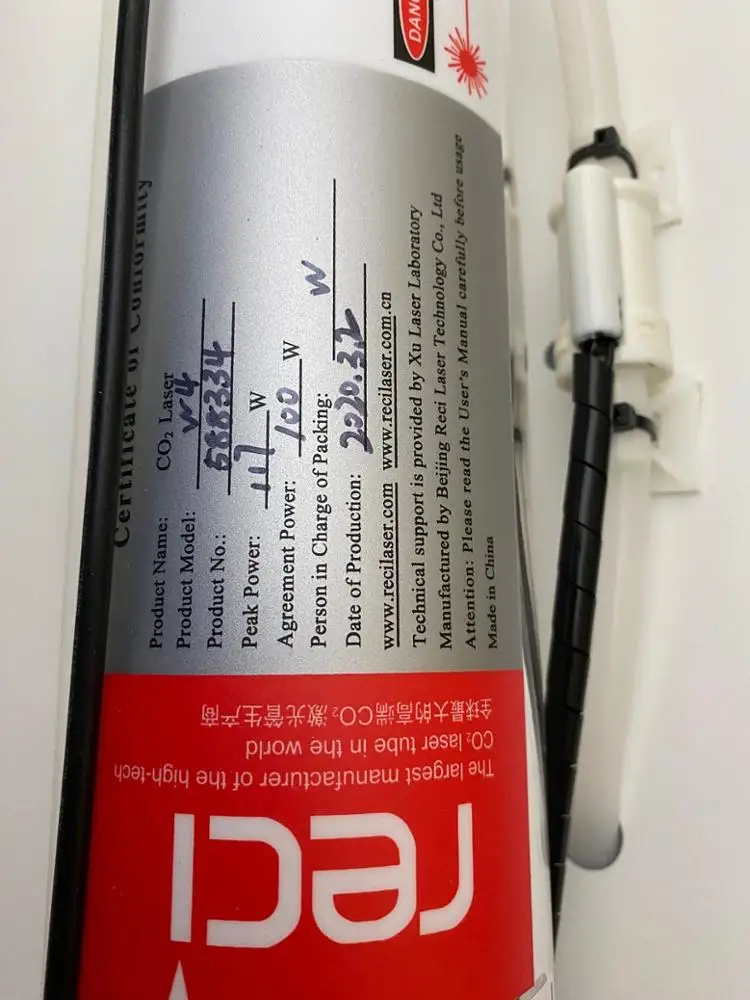 DANG
Certificate of Conformity
Product Name: CO₂ Laser
Product Model: V4
Product No.: 688334
Peak Power: 117 W
Agreement Power: 100 W
Person in Charge of Packing: W
Date of Production: 2020.3.2
www.recilaser.com www.recilaser.com.cn
Technical support is provided by Xu Laser Laboratory
Manufactured by Beijing Reci Laser Technology Co., Ltd
Attention: Please read the User's Manual carefully before usage
Made in China
reci
The largest manufacturer of the high-tech
CO₂ laser tube in the world
全球最大的高端CO₂激光管生产商